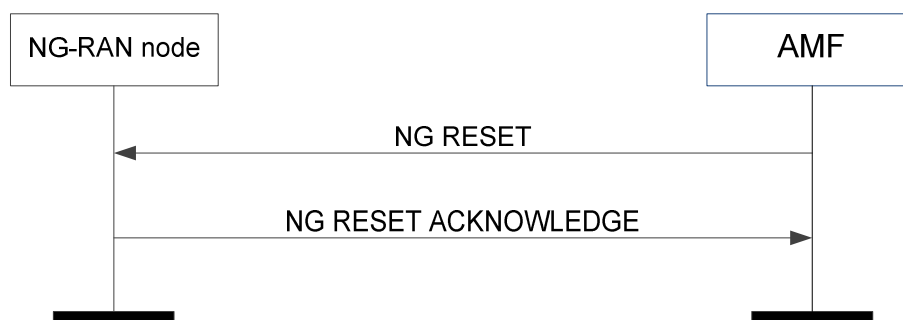 NG-RAN node
AMF
NG RESET
NG RESET ACKNOWLEDGE